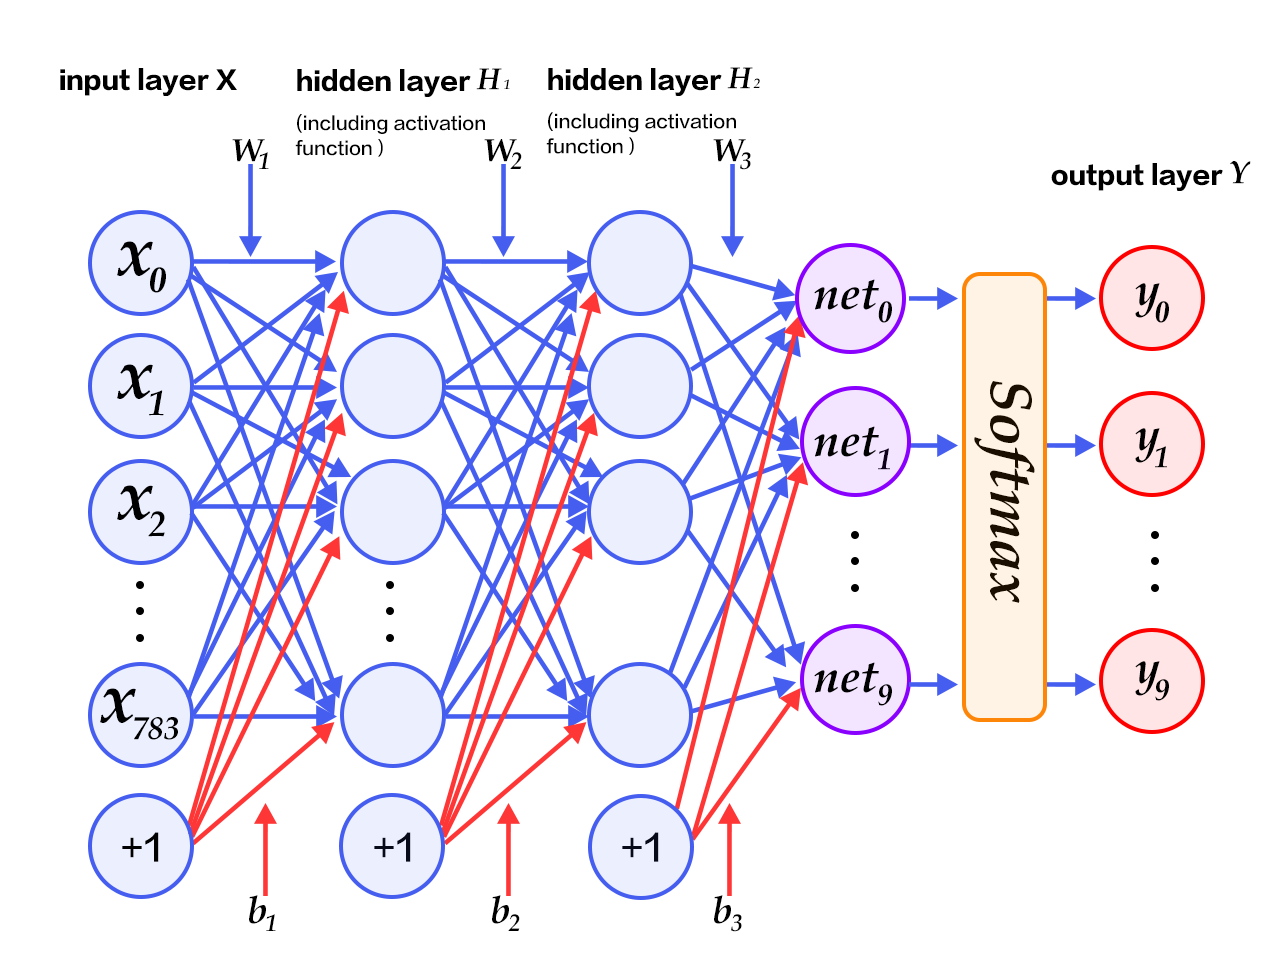 input layer X
hidden layer H₁
(including activation
function )
hidden layer H₂
(including activation
function )
W₁
W₂
W₃
output layer Y
x₀
x₁
x₂
x₇₈₃
+1
+1
+1
net₀
net₁
net₉
Softmax
y₀
y₁
y₉
b₁
b₂
b₃